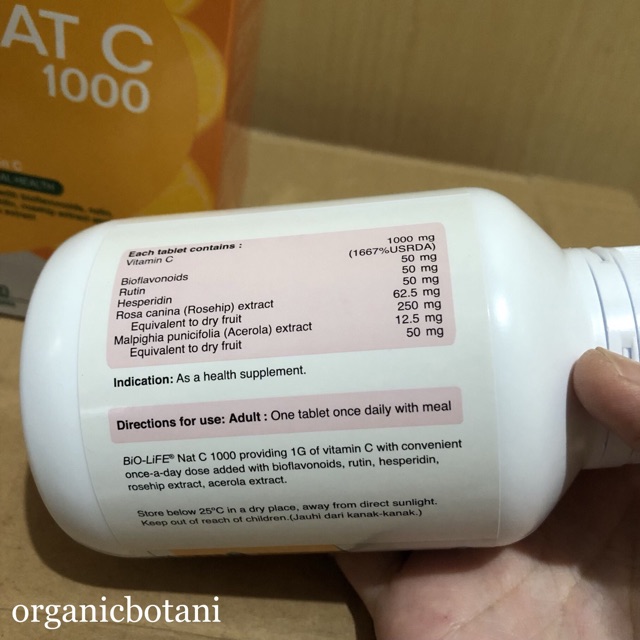 AT C
1000
Each tablet contains :
Vitamin C 1000 mg
(1667%USRDA)
Bioflavonoids 50 mg
Rutin 50 mg
Hesperidin 50 mg
Rosa canina (Rosehip) extract 62.5 mg
Equivalent to dry fruit 250 mg
Malpighia punicifolia (Acerola) extract 12.5 mg
Equivalent to dry fruit 50 mg
Indication: As a health supplement.
Directions for use: Adult : One tablet once daily with meal
BiO-LiFE® Nat C 1000 providing 1G of vitamin C with convenient
once-a-day dose added with bioflavonoids, rutin, hesperidin,
rosehip extract, acerola extract.
Store below 25°C in a dry place, away from direct sunlight.
Keep out of reach of children.(Jauhi dari kanak-kanak.)
organicbotani